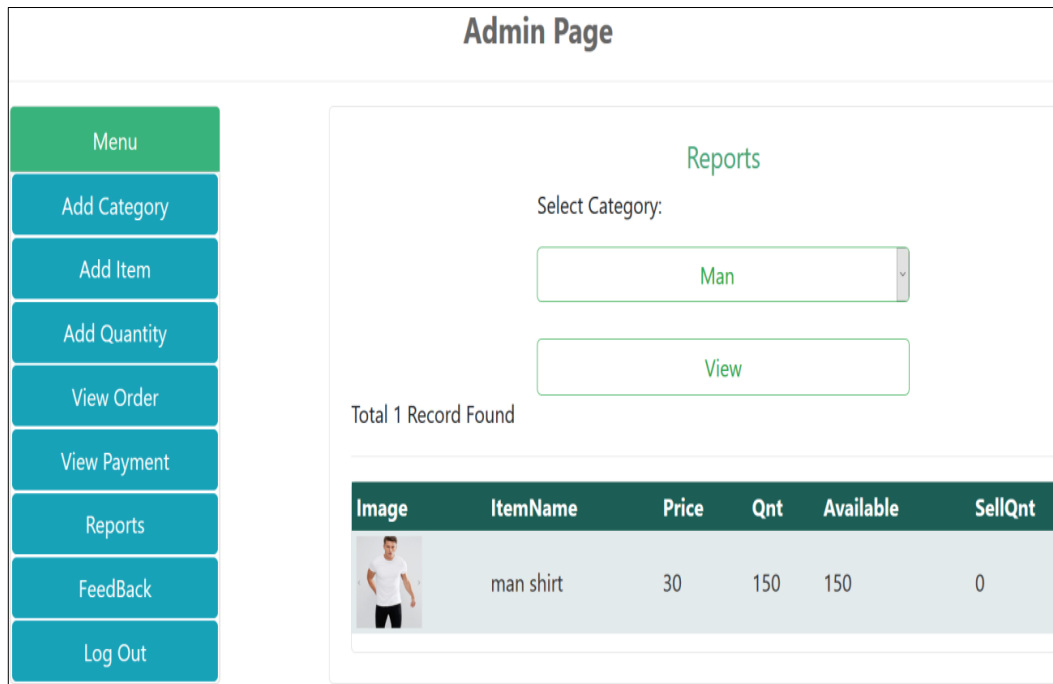 Admin Page
Menu
Add Category
Add Item
Add Quantity
View Order
View Payment
Reports
FeedBack
Log Out
Reports
Select Category:
Man
View
Total 1 Record Found
Image ItemName Price Qnt Available SellQnt
man shirt 30 150 150 0